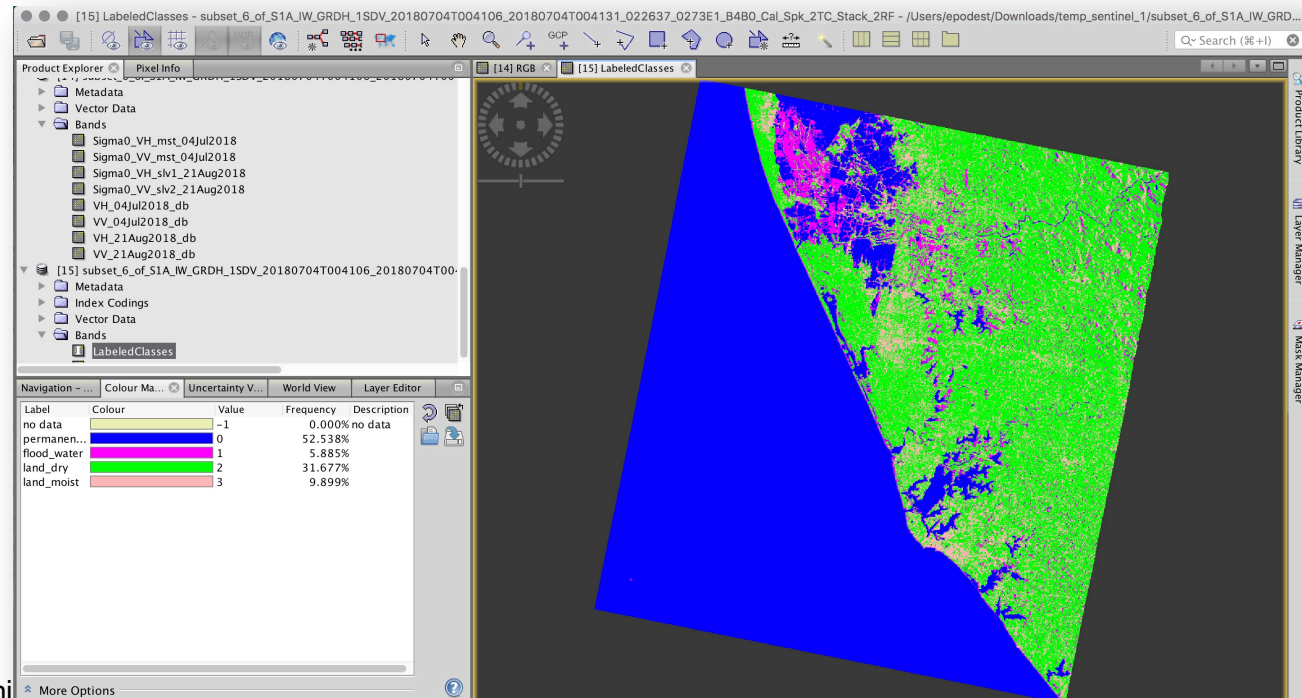 [15] LabeledClasses - subset_6_of_S1A_IW_GRDH_1SDV_20180704T004106_20180704T004131_022637_0273E1_B4B0_Cal_Spk_2TC_Stack_2RF - /Users/epodest/Downloads/temp_sentinel_1/subset_6_of_S1A_IW_GRD...
GCP
Search (⌘+I)
Product Explorer Pixel Info
[14] RGB [15] LabeledClasses
Metadata
Vector Data
Bands
Sigma0_VH_mst_04Jul2018
Sigma0_VV_mst_04Jul2018
Sigma0_VH_slv1_21Aug2018
Sigma0_VV_slv2_21Aug2018
VH_04Jul2018_db
VV_04Jul2018_db
VH_21Aug2018_db
VV_21Aug2018_db
[15] subset_6_of_S1A_IW_GRDH_1SDV_20180704T004106_20180704T00
Metadata
Index Codings
Vector Data
Bands
LabeledClasses
Product Library
Layer Manager
Mask Manager
Navigation - ... Colour Ma... Uncertainty V... World View Layer Editor
Label Colour Value Frequency Description
no data -1 0.000% no data
permanen... 0 52.538%
flood_water 1 5.885%
land_dry 2 31.677%
land_moist 3 9.899%
More Options